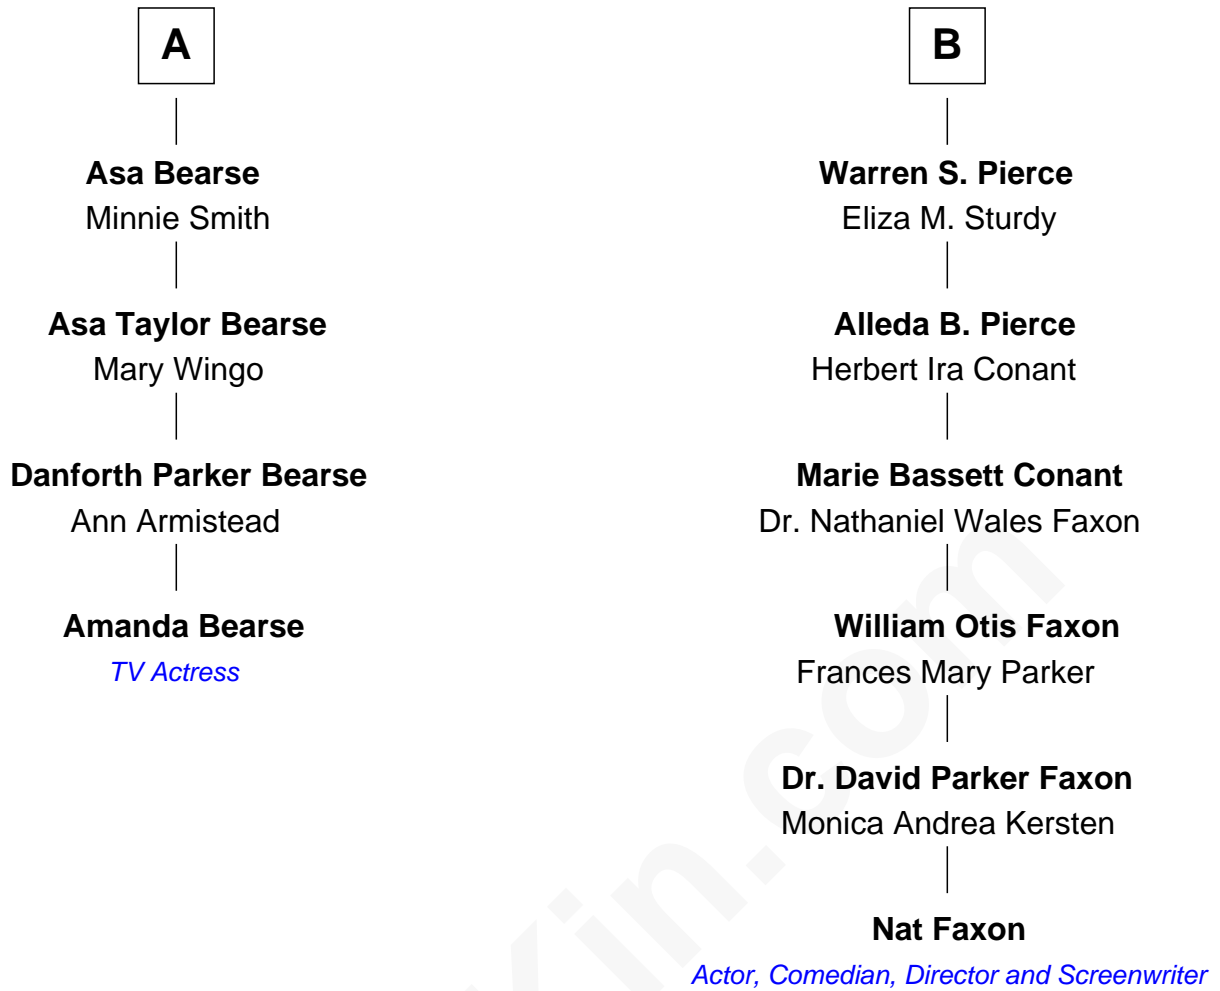 A
Asa Bearse
Minnie Smith
Asa Taylor Bearse
Mary Wingo
Danforth Parker Bearse
Ann Armistead
Amanda Bearse
TV Actress
B
Warren S. Pierce
Eliza M. Sturdy
Alleda B. Pierce
Herbert Ira Conant
Marie Bassett Conant
Dr. Nathaniel Wales Faxon
William Otis Faxon
Frances Mary Parker
Dr. David Parker Faxon
Monica Andrea Kersten
Nat Faxon
Actor, Comedian, Director and Screenwriter
Kin.com